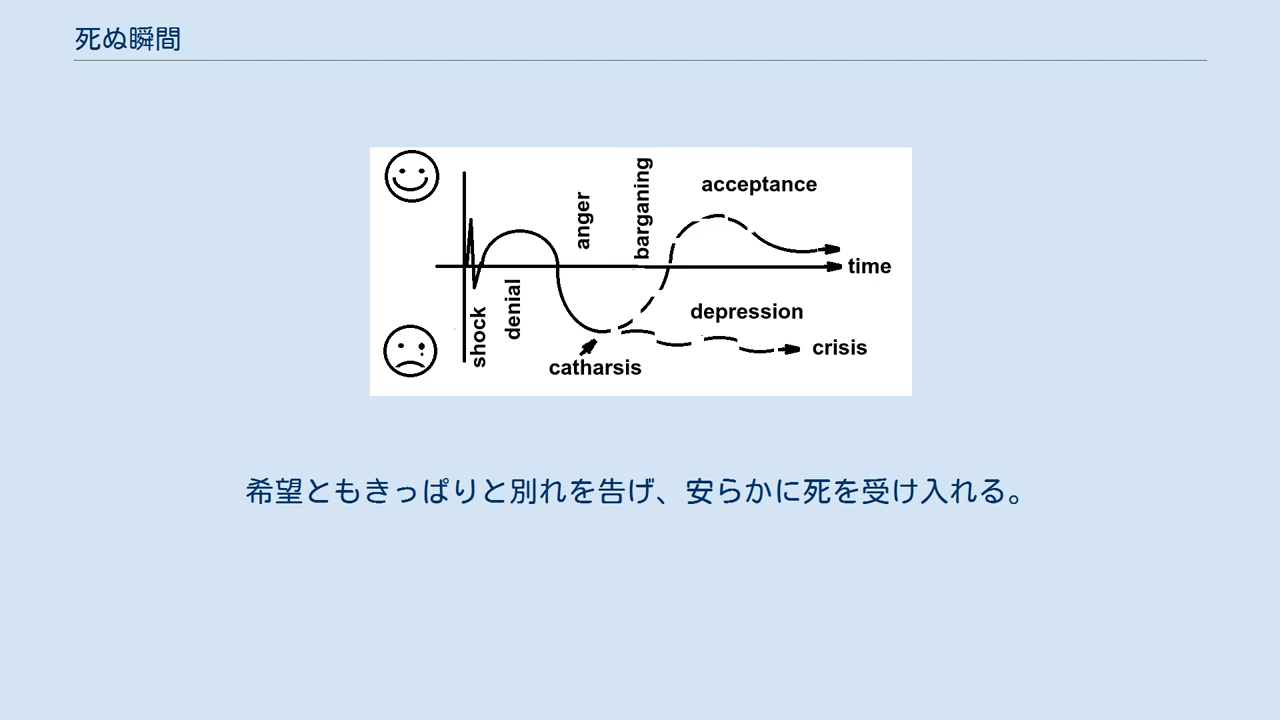 死ぬ瞬間
acceptance
anger
barganing
time
shock
denial
depression
crisis
catharsis
希望ともきっぱりと別れを告げ、安らかに死を受け入れる。